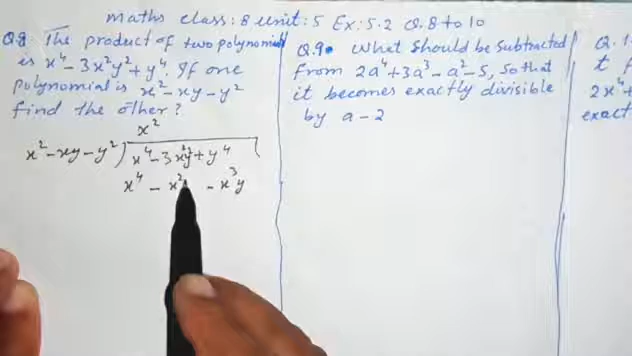 maths class:8 unit:5 Ex:5.2 Q.8 to 10
Q.8 The product of two polynomial
is x⁴-3x²y²+y⁴. If one
polynomial is x²-xy-y²
find the other?
x²
x²-xy-y²) x⁴-3x²y²+y⁴
x⁴ - x² - x³y
Q.9. What should be subtracted
from 2a⁴+3a³-a²-5, so that
it becomes exactly divisible
by a-2
Q.1
t
2x⁴+
exact